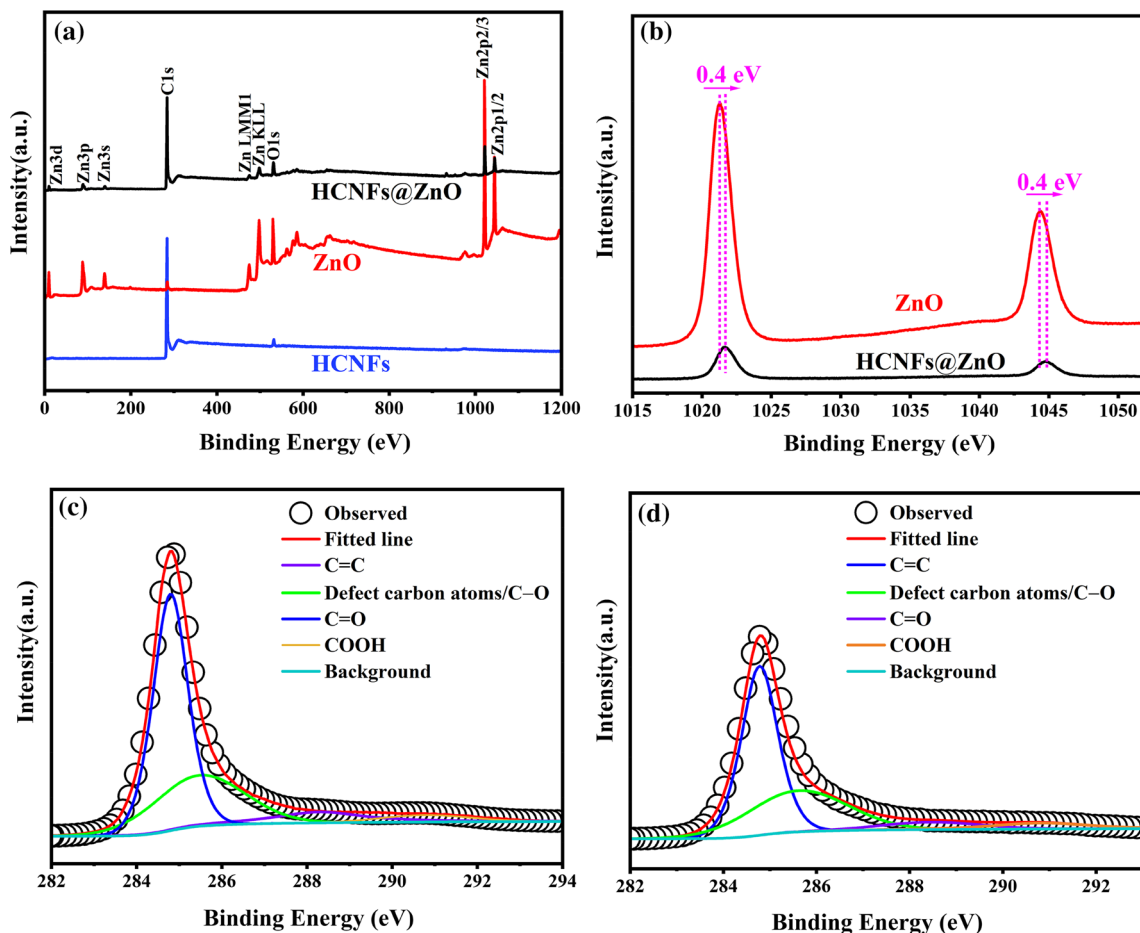 (a)
Intensity(a.u.)
Zn3d
Zn3p
Zn3s
C1s
Zn LMM1
Zn KLL
O1s
Zn2p2/3
Zn2p1/2
HCNFs@ZnO
ZnO
HCNFs
0 200 400 600 800 1000 1200
Binding Energy (eV)
(b)
Intensity(a.u.)
0.4 eV
0.4 eV
ZnO
HCNFs@ZnO
1015 1020 1025 1030 1035 1040 1045 1050
Binding Energy (eV)
(c)
Intensity(a.u.)
Observed
Fitted line
C=C
Defect carbon atoms/C−O
C=O
COOH
Background
282 284 286 288 290 292 294
Binding Energy (eV)
(d)
Intensity(a.u.)
Observed
Fitted line
C=C
Defect carbon atoms/C−O
C=O
COOH
Background
282 284 286 288 290 292
Binding Energy (eV)